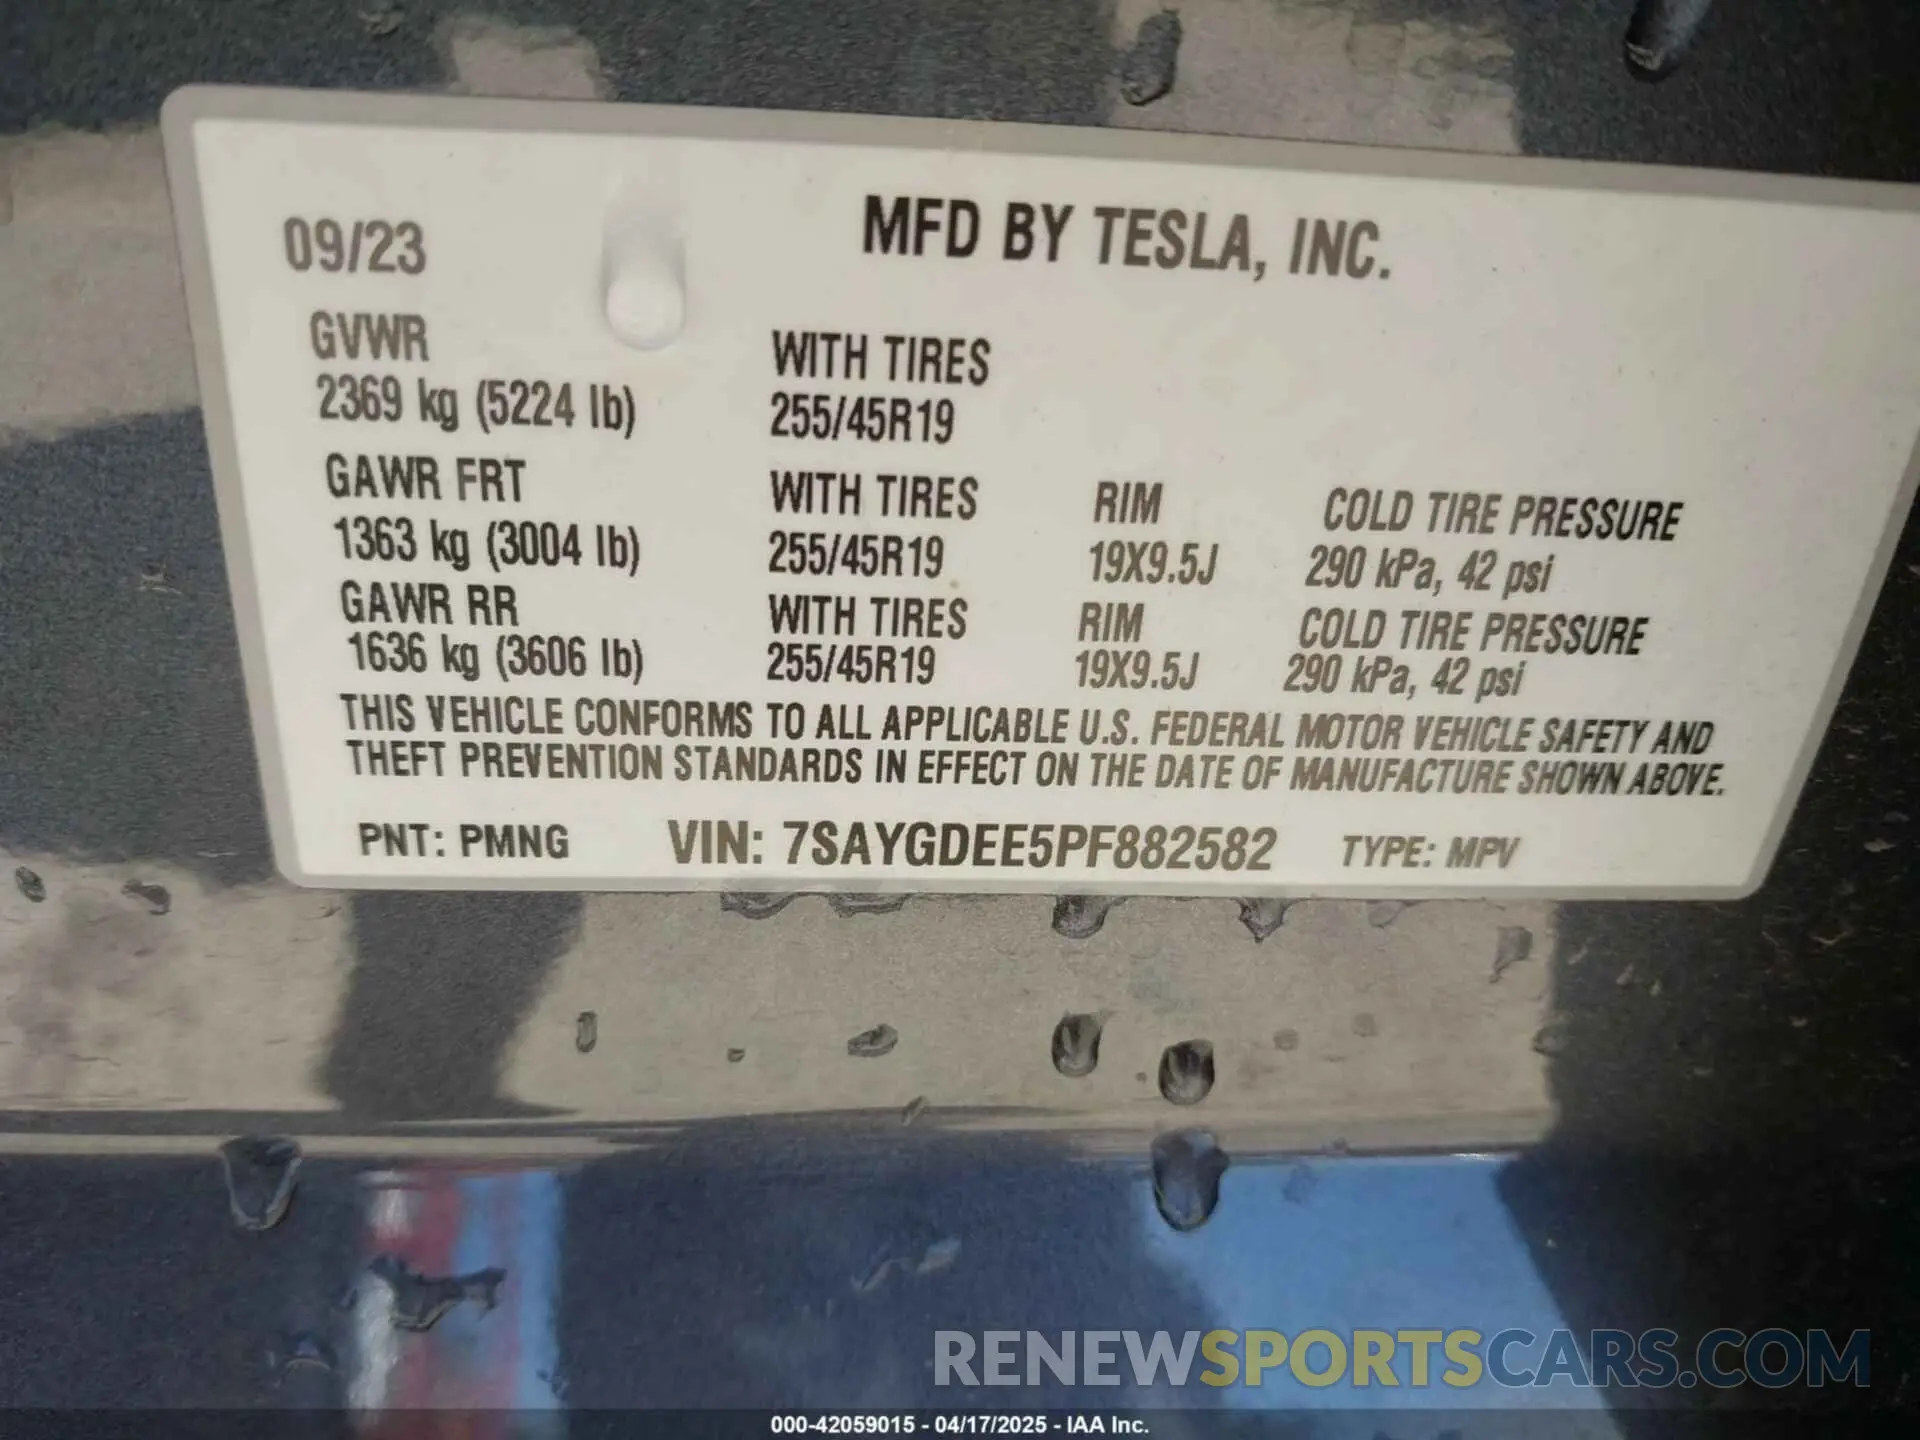 09/23
MFD BY TESLA, INC.
GVWR
2369 kg (5224 lb)
WITH TIRES
255/45R19
GAWR FRT
1363 kg (3004 lb)
WITH TIRES
255/45R19
RIM
19X9.5J
COLD TIRE PRESSURE
290 kPa, 42 psi
GAWR RR
1636 kg (3606 lb)
WITH TIRES
255/45R19
RIM
19X9.5J
COLD TIRE PRESSURE
290 kPa, 42 psi
THIS VEHICLE CONFORMS TO ALL APPLICABLE U.S. FEDERAL MOTOR VEHICLE SAFETY AND
THEFT PREVENTION STANDARDS IN EFFECT ON THE DATE OF MANUFACTURE SHOWN ABOVE.
PNT: PMNG VIN: 7SAYGDEE5PF882582 TYPE: MPV
RENEWSPORTSCARS.COM
000-42059015 - 04/17/2025 - IAA Inc.